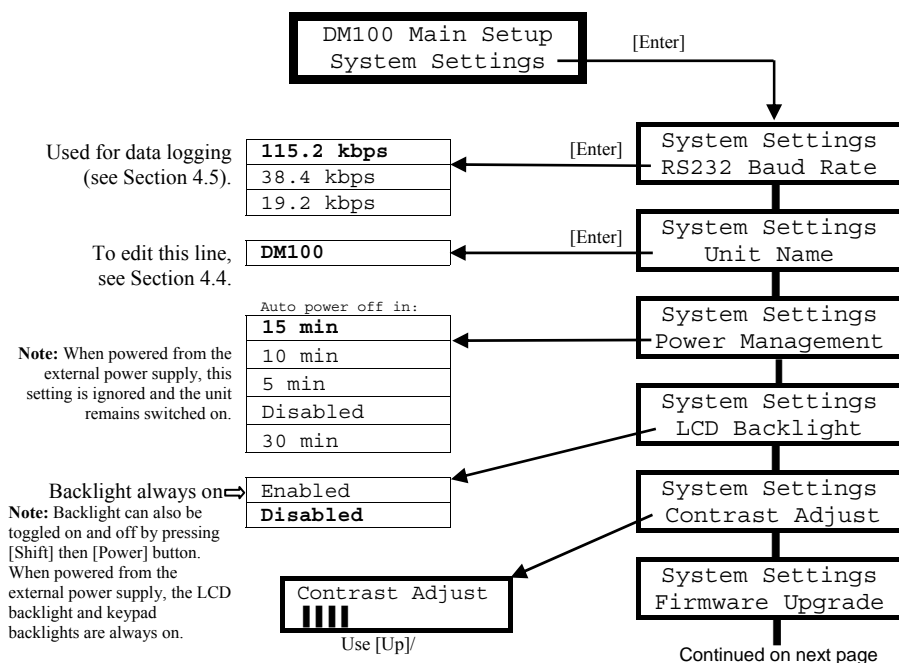 DM100 Main Setup
System Settings
[Enter]
System Settings
RS232 Baud Rate
[Enter]
Used for data logging
(see Section 4.5).
115.2 kbps
38.4 kbps
19.2 kbps
System Settings
Unit Name
[Enter]
To edit this line,
see Section 4.4.
DM100
System Settings
Power Management
Auto power off in:
15 min
10 min
5 min
Disabled
30 min
Note: When powered from the
external power supply, this
setting is ignored and the unit
remains switched on.
System Settings
LCD Backlight
Backlight always on⇨
Enabled
Disabled
Note: Backlight can also be
toggled on and off by pressing
[Shift] then [Power] button.
When powered from the
external power supply, the LCD
backlight and keypad
backlights are always on.
System Settings
Contrast Adjust
Contrast Adjust
Use [Up]/
System Settings
Firmware Upgrade
Continued on next page